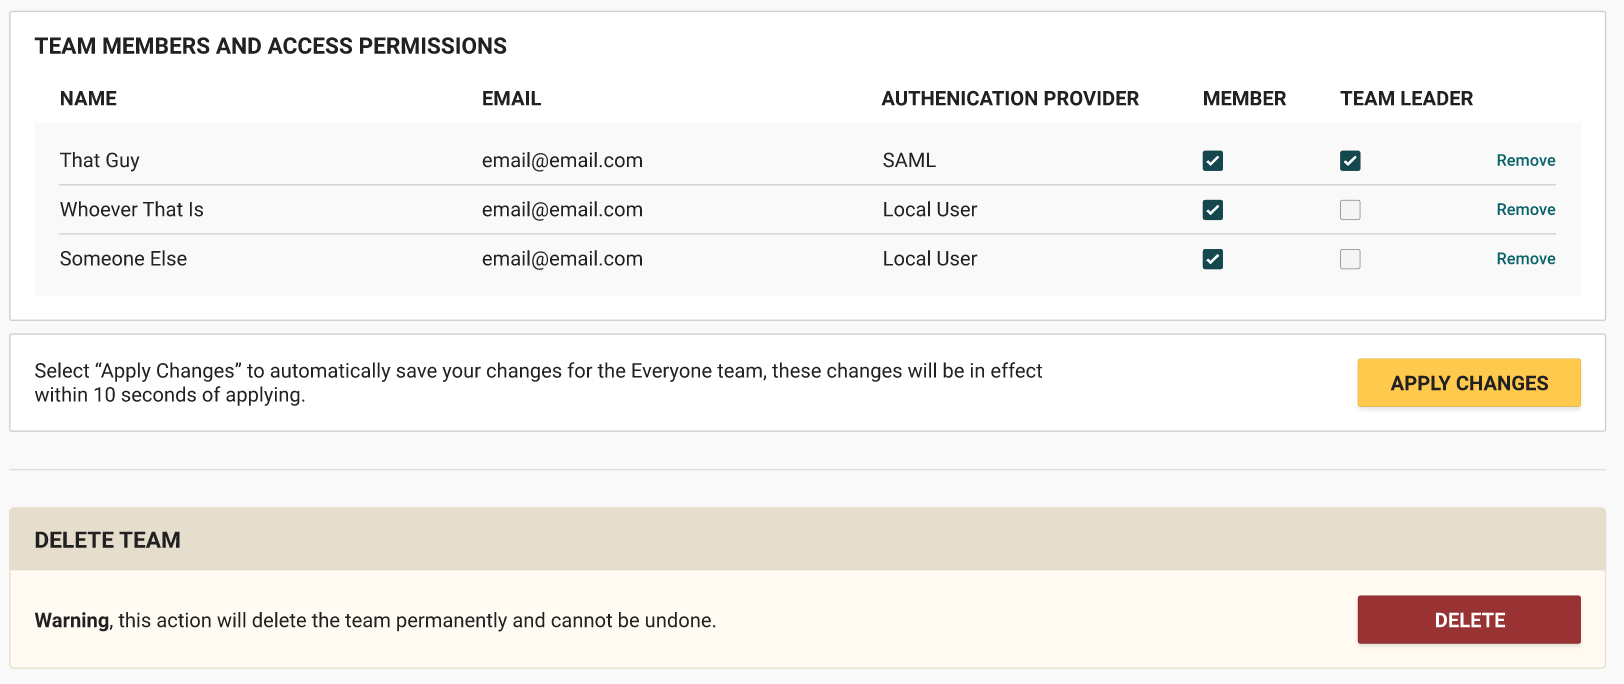 TEAM MEMBERS AND ACCESS PERMISSIONS
NAME EMAIL AUTHENICATION PROVIDER MEMBER TEAM LEADER
That Guy email@email.com SAML Remove
Whoever That Is email@email.com Local User Remove
Someone Else email@email.com Local User Remove
Select “Apply Changes” to automatically save your changes for the Everyone team, these changes will be in effect
within 10 seconds of applying.
APPLY CHANGES
DELETE TEAM
Warning, this action will delete the team permanently and cannot be undone.
DELETE